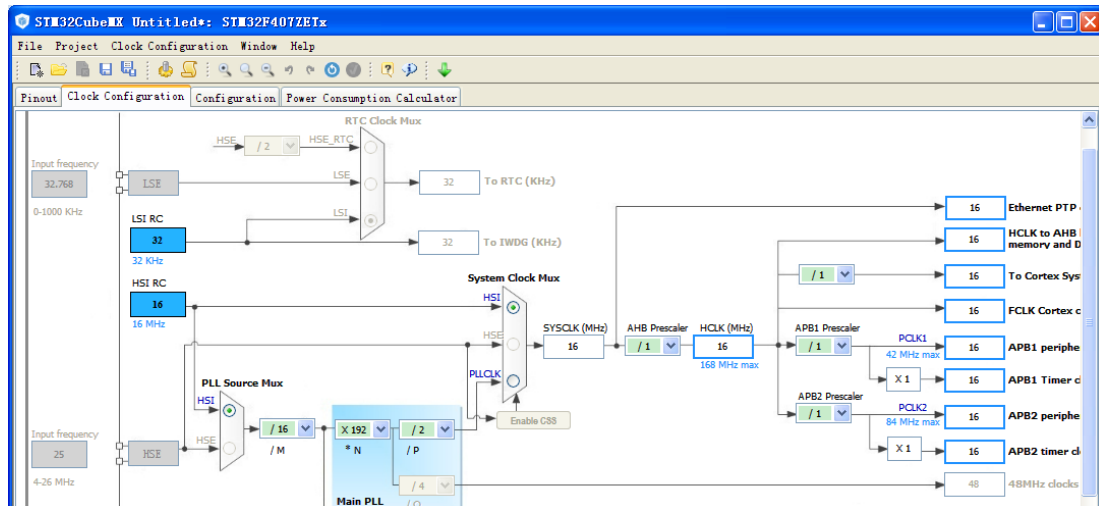 STM32CubeMX Untitled*: STM32F407ZETx
File Project Clock Configuration Window Help
Pinout Clock Configuration Configuration Power Consumption Calculator
RTC Clock Mux
HSE / 2 HSE_RTC
Input frequency
32.768
0-1000 KHz
LSE
LSE
32 To RTC (KHz)
LSI
LSI RC
32
32 KHz
32 To IWDG (KHz)
HSI RC
16
16 MHz
System Clock Mux
HSI
HSE
PLLCLK
Enable CSS
SYSCLK (MHz)
16
AHB Prescaler
/ 1
HCLK (MHz)
16
168 MHz max
16 Ethernet PTP
16 HCLK to AHB
memory and D
/ 1 16 To Cortex Sys
16 FCLK Cortex c
APB1 Prescaler
/ 1
PCLK1
42 MHz max
16 APB1 periphe
X 1 16 APB1 Timer cl
APB2 Prescaler
/ 1
PCLK2
84 MHz max
16 APB2 periphe
X 1 16 APB2 timer cl
48 48MHz clocks
PLL Source Mux
HSI
HSE
Input frequency
25
4-26 MHz
HSE
/ 16
/ M
X 192
* N
/ 2
/ P
/ 4
/ Q
Main PLL